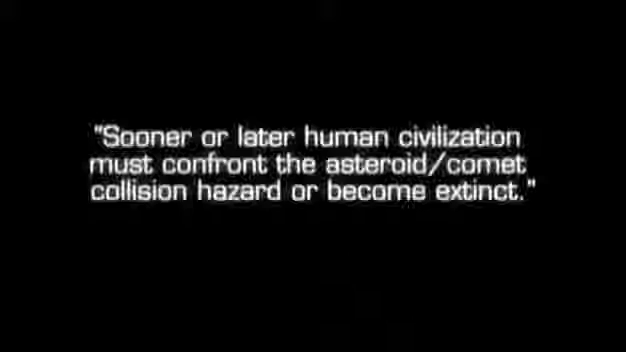 "Sooner or later human civilization
must confront the asteroid/comet
collision hazard or become extinct."